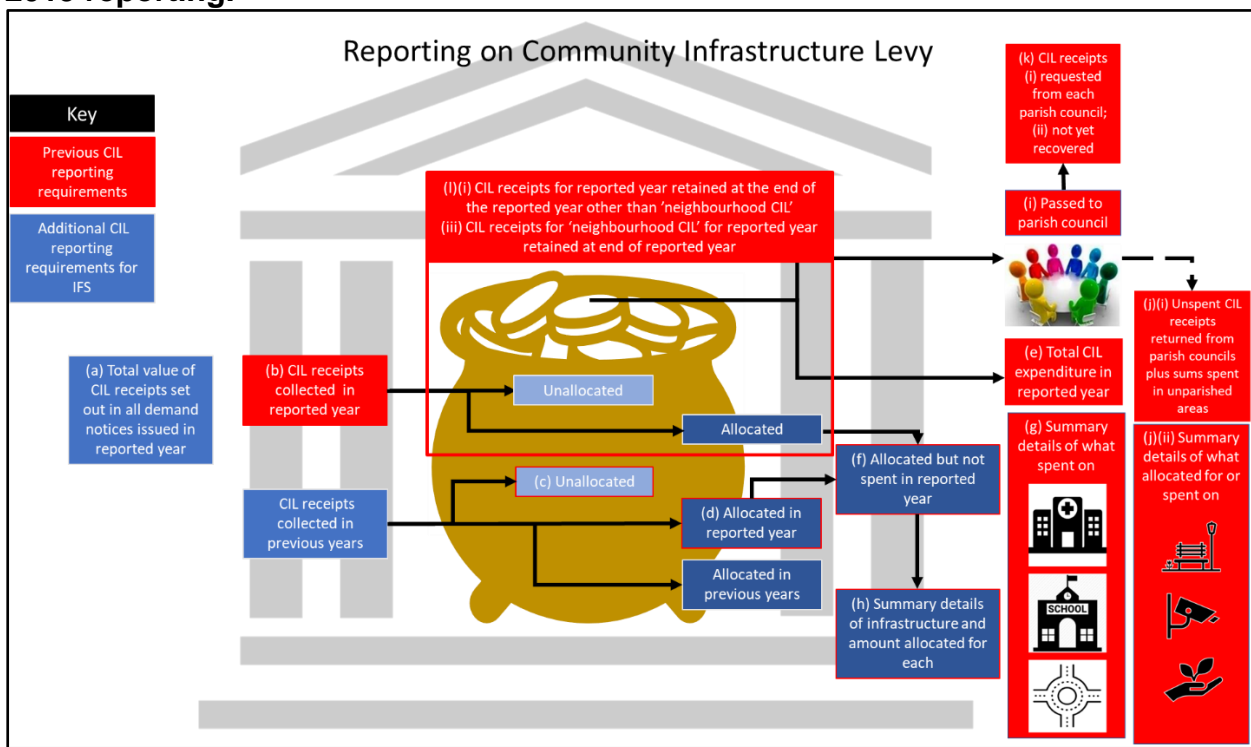 Reporting on Community Infrastructure Levy
Key
Previous CIL
reporting
requirements
Additional CIL
reporting
requirements for
IFS
(a) Total value of
CIL receipts set
out in all demand
notices issued in
reported year
(b) CIL receipts
collected in
reported year
CIL receipts
collected in
previous years
(l)(i) CIL receipts for reported year retained at the end of
the reported year other than ’neighbourhood CIL’
(iii) CIL receipts for ‘neighbourhood CIL’ for reported year
retained at end of reported year
Unallocated
Allocated
(c) Unallocated
(d) Allocated in
reported year
Allocated in
previous years
(f) Allocated but not
spent in reported
year
(h) Summary details
of infrastructure and
amount allocated for
each
(k) CIL receipts
(i) requested
from each
parish council;
(ii) not yet
recovered
(i) Passed to
parish council
(e) Total CIL
expenditure in
reported year
(g) Summary
details of what
spent on
SCHOOL
(j)(i) Unspent CIL
receipts
returned from
parish councils
plus sums spent
in unparished
areas
(j)(ii) Summary
details of what
allocated for or
spent on